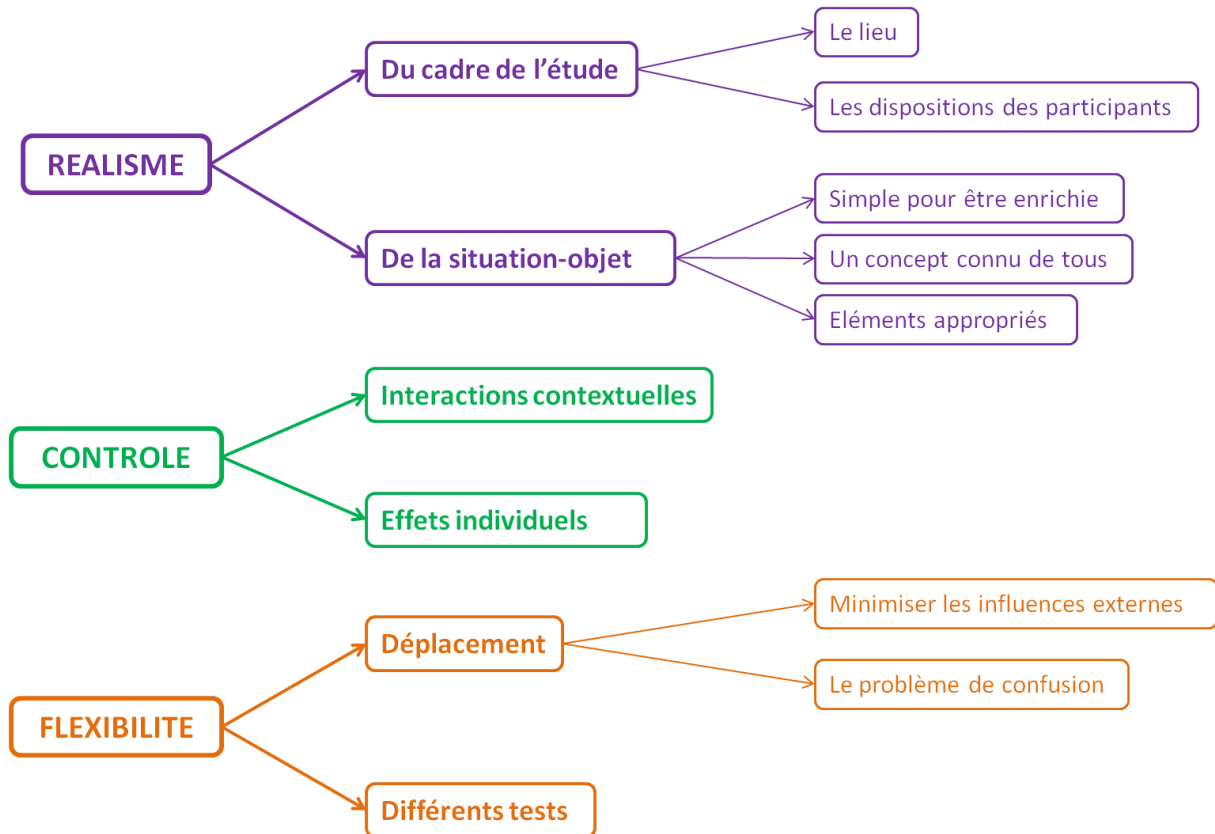 REALISME
Du cadre de l’étude
Le lieu
Les dispositions des participants
De la situation-objet
Simple pour être enrichie
Un concept connu de tous
Eléments appropriés
CONTROLE
Interactions contextuelles
Effets individuels
FLEXIBILITE
Déplacement
Minimiser les influences externes
Le problème de confusion
Différents tests